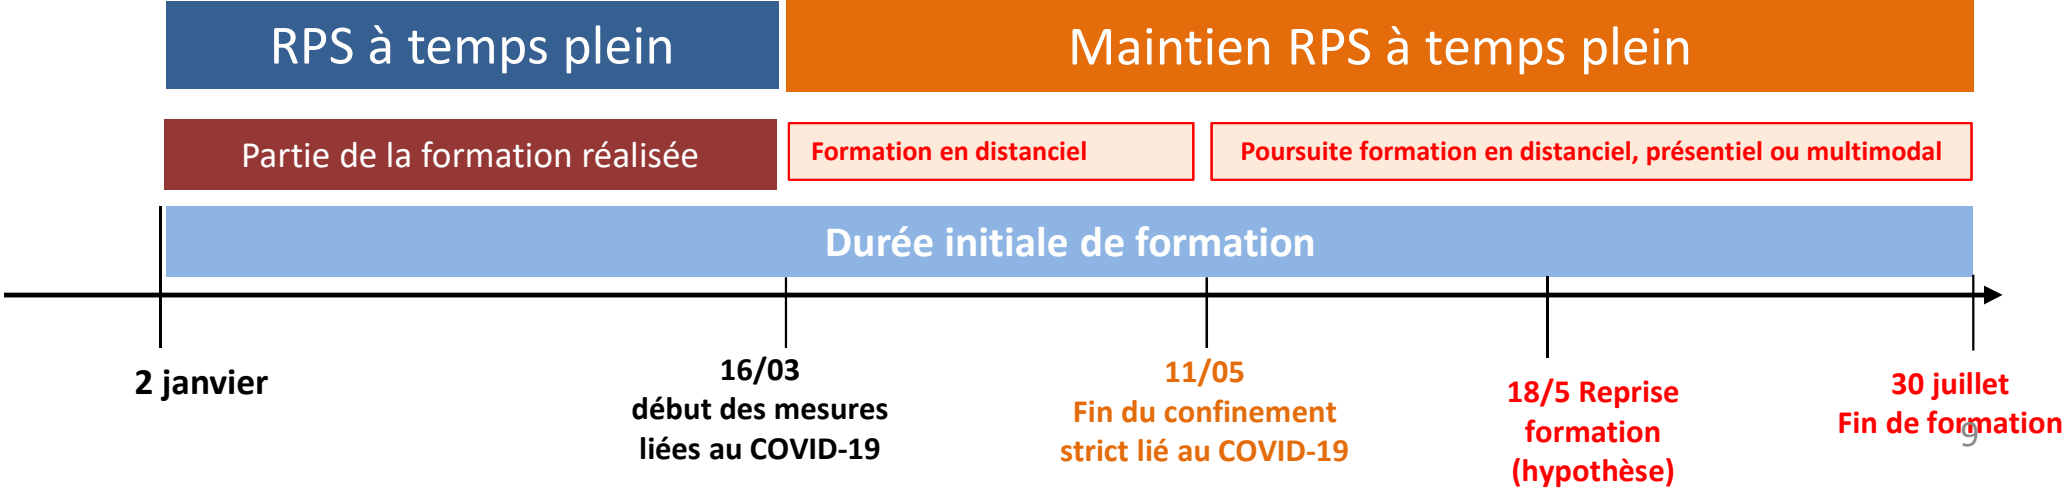 RPS à temps plein
Maintien RPS à temps plein
Partie de la formation réalisée
Formation en distanciel
Poursuite formation en distanciel, présentiel ou multimodal
Durée initiale de formation
2 janvier
16/03
début des mesures
liées au COVID-19
11/05
Fin du confinement
strict lié au COVID-19
18/5 Reprise
formation
(hypothèse)
30 juillet
Fin de formation
9